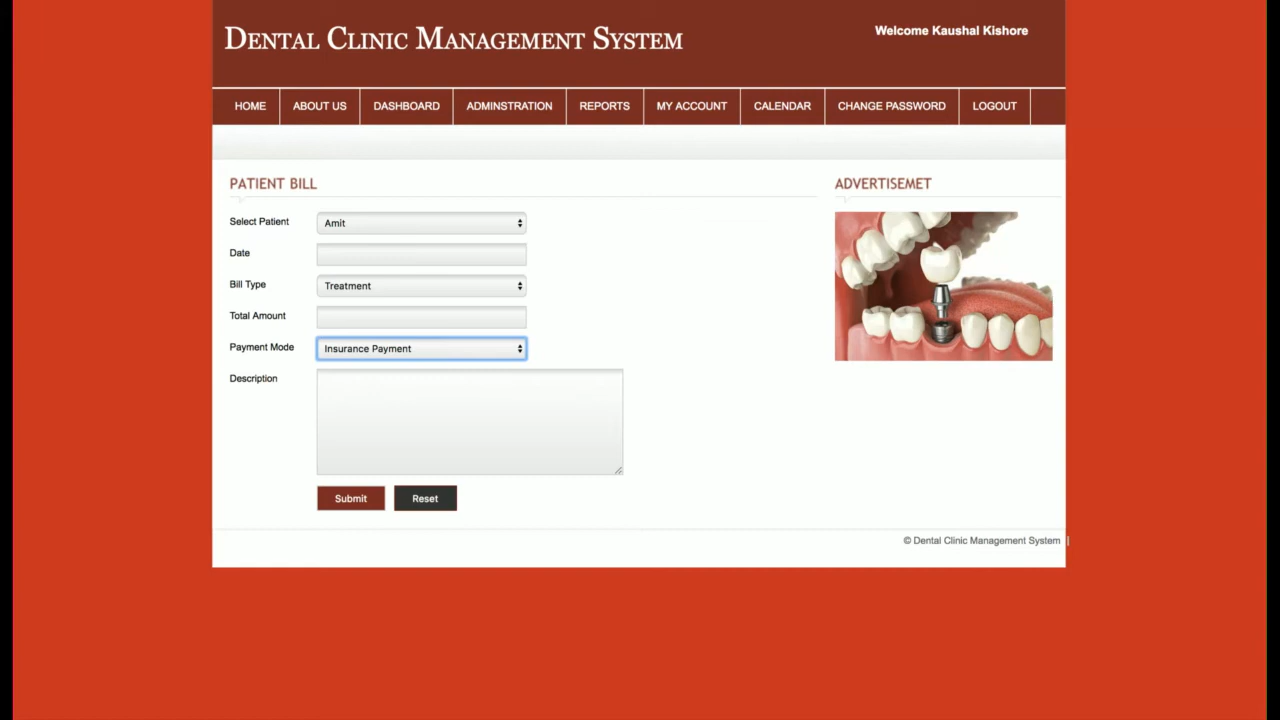 DENTAL CLINIC MANAGEMENT SYSTEM
Welcome Kaushal Kishore
HOME ABOUT US DASHBOARD ADMINSTRATION REPORTS MY ACCOUNT CALENDAR CHANGE PASSWORD LOGOUT
PATIENT BILL
Select Patient Amit
Date
Bill Type Treatment
Total Amount
Payment Mode Insurance Payment
Description
Submit Reset
ADVERTISEMET
© Dental Clinic Management System |